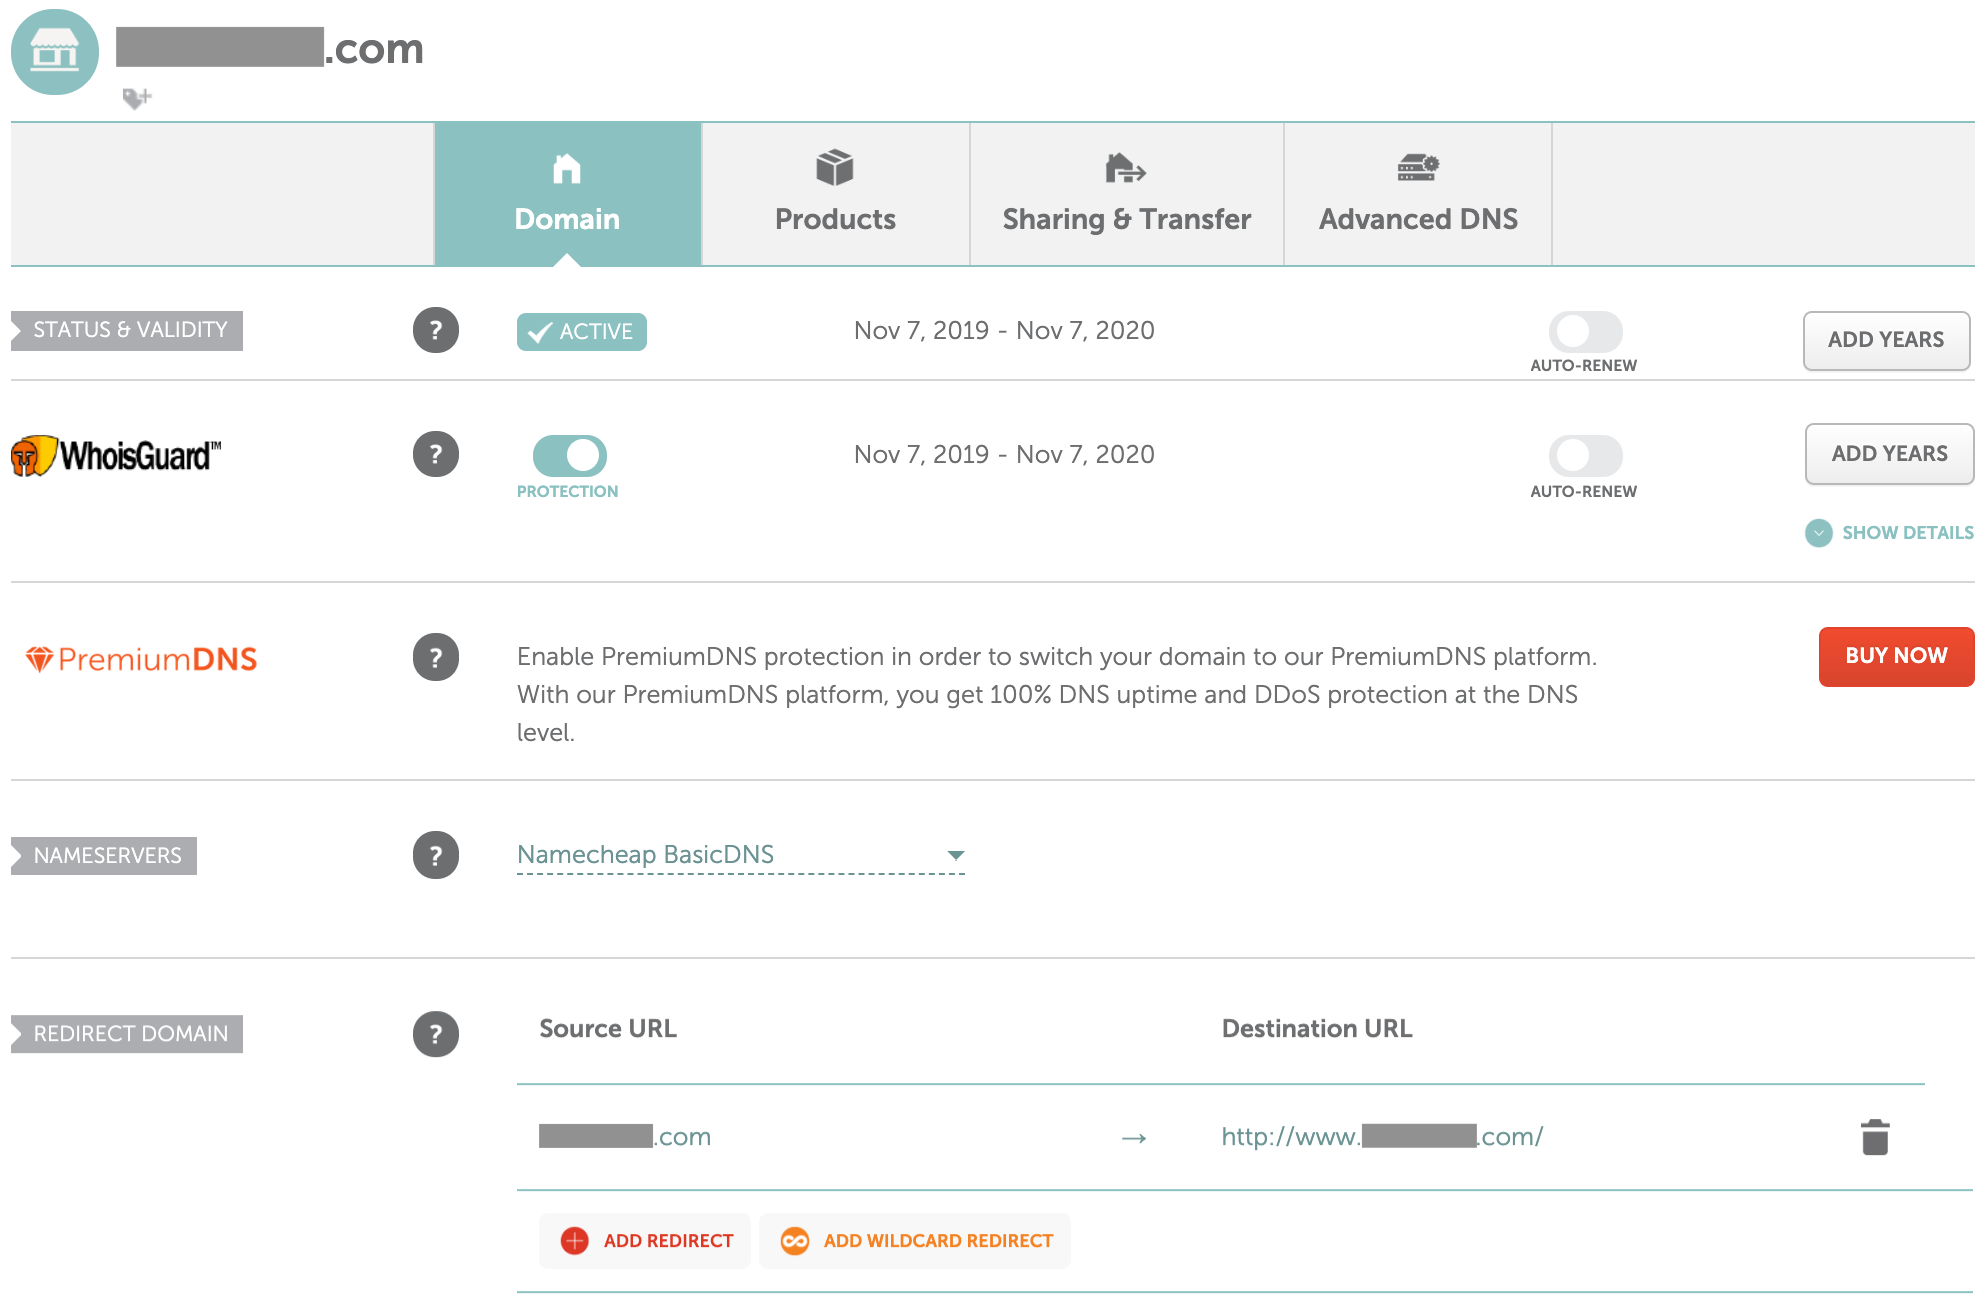 .com
Domain
Products
Sharing & Transfer
Advanced DNS
STATUS & VALIDITY
?
ACTIVE
Nov 7, 2019 - Nov 7, 2020
AUTO-RENEW
ADD YEARS
WhoisGuard™
?
PROTECTION
Nov 7, 2019 - Nov 7, 2020
AUTO-RENEW
ADD YEARS
SHOW DETAILS
PremiumDNS
?
Enable PremiumDNS protection in order to switch your domain to our PremiumDNS platform.
With our PremiumDNS platform, you get 100% DNS uptime and DDoS protection at the DNS
level.
BUY NOW
NAMESERVERS
?
Namecheap BasicDNS
REDIRECT DOMAIN
?
Source URL
Destination URL
.com
→
http://www. .com/
ADD REDIRECT
ADD WILDCARD REDIRECT